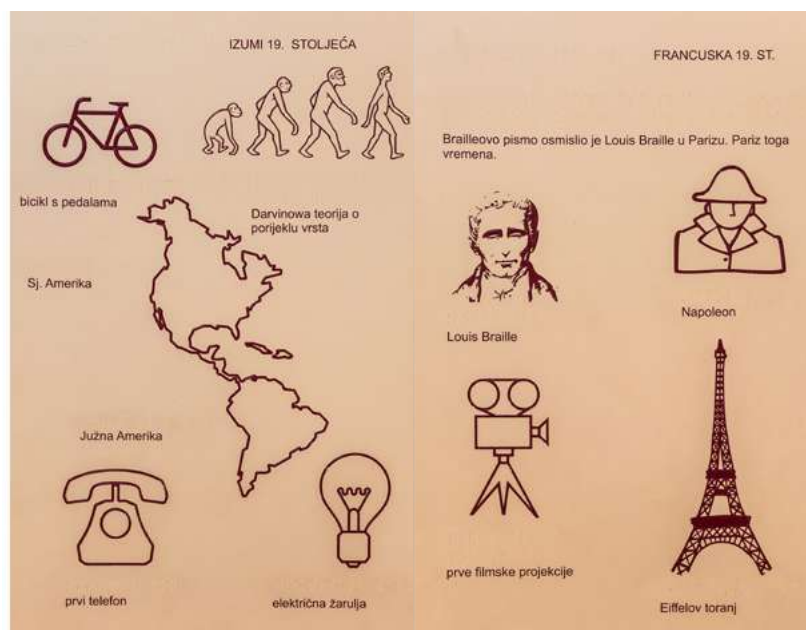 IZUMI 19. STOLJEĆA
bicikl s pedalama
Darvinowa teorija o
porijeklu vrsta
Sj. Amerika
Južna Amerika
prvi telefon
električna žarulja
FRANCUSKA 19. ST.
Brailleovo pismo osmislio je Louis Braille u Parizu. Pariz toga
vremena.
Louis Braille
Napoleon
prve filmske projekcije
Eiffelov toranj